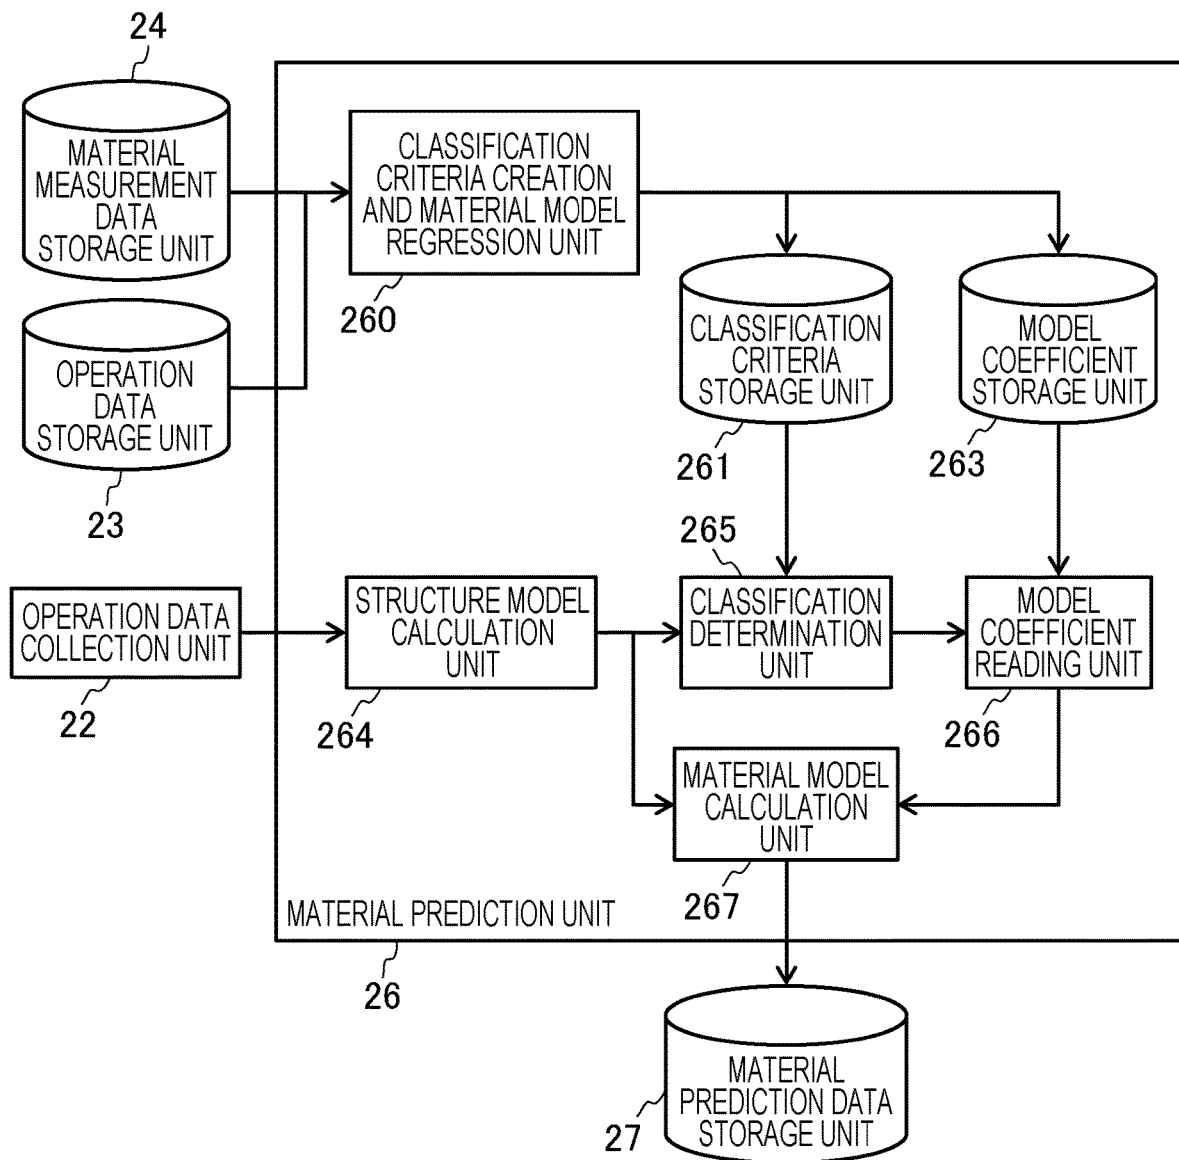 24
MATERIAL
MEASUREMENT
DATA
STORAGE UNIT
CLASSIFICATION
CRITERIA CREATION
AND MATERIAL MODEL
REGRESSION UNIT
260
OPERATION
DATA
STORAGE UNIT
23
CLASSIFICATION
CRITERIA
STORAGE UNIT
261
MODEL
COEFFICIENT
STORAGE UNIT
263
OPERATION DATA
COLLECTION UNIT
22
STRUCTURE MODEL
CALCULATION
UNIT
264
265
CLASSIFICATION
DETERMINATION
UNIT
MODEL
COEFFICIENT
READING UNIT
266
MATERIAL MODEL
CALCULATION
UNIT
267
MATERIAL PREDICTION UNIT
26
MATERIAL
PREDICTION DATA
STORAGE UNIT
27